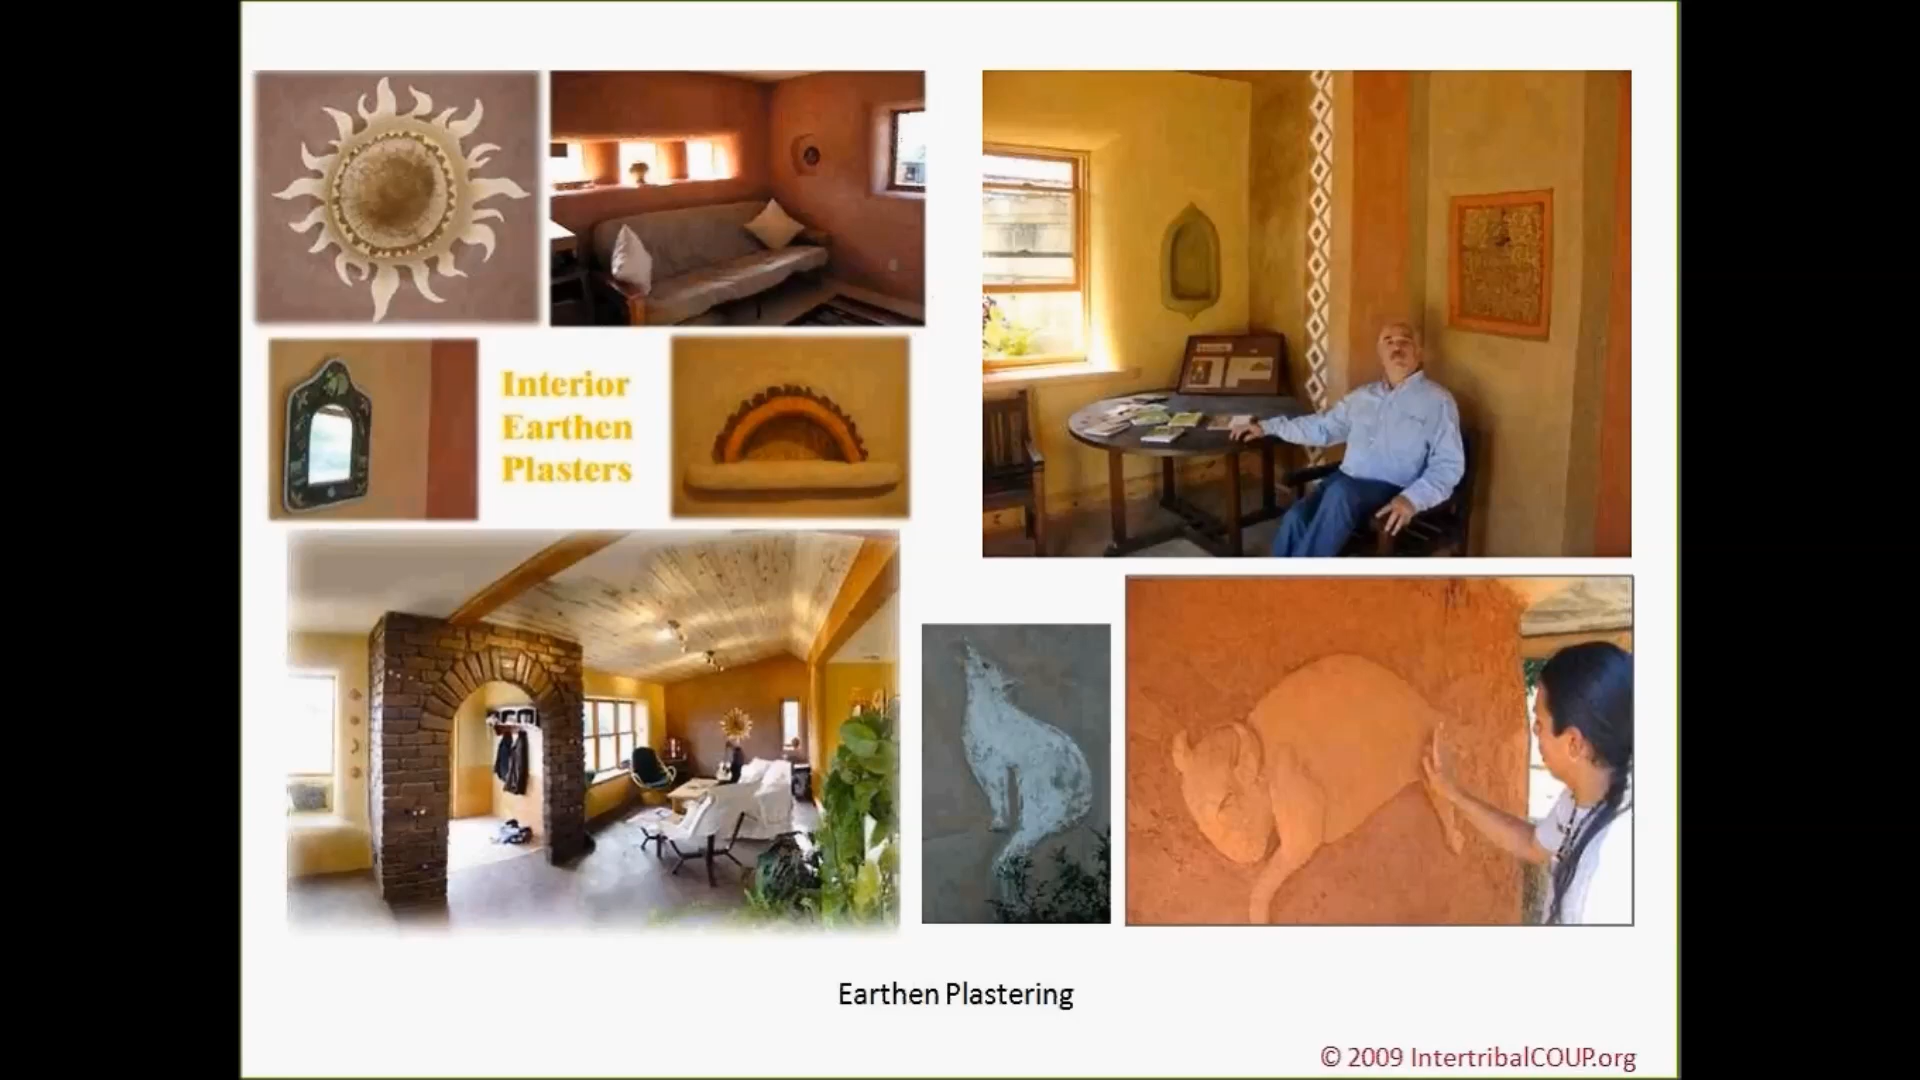 Interior
Earthen
Plasters
Earthen Plastering
© 2009 IntertribalCOUP.org